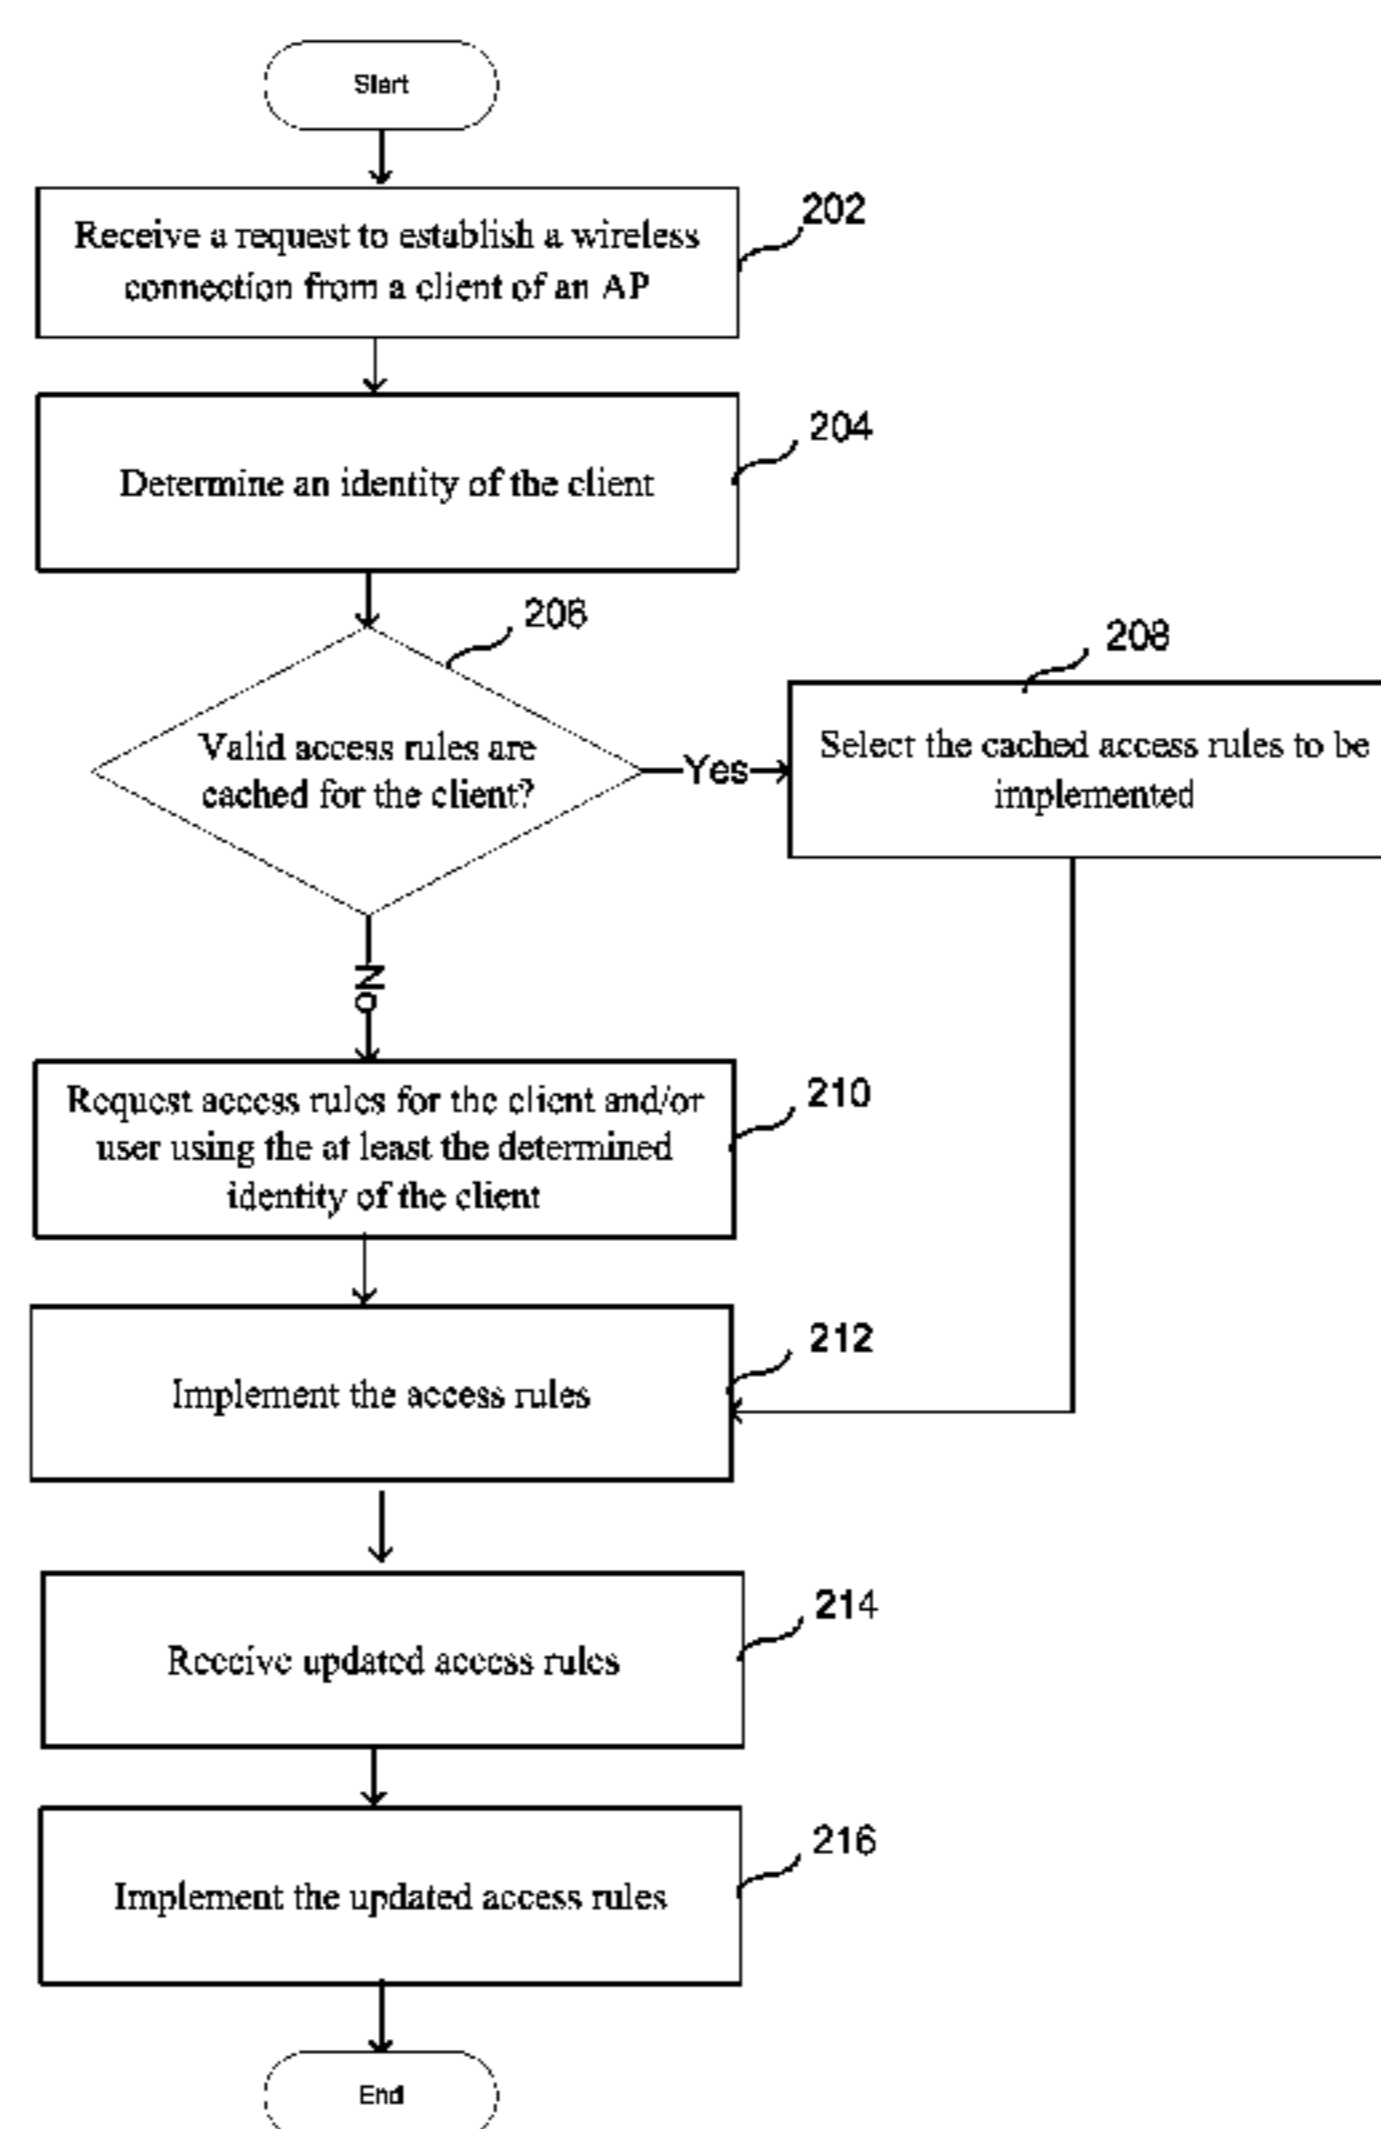 Start
202
Receive a request to establish a wireless
connection from a client of an AP
204
Determine an identity of the client
206
208
Valid access rules are
cached for the client?
Yes
Select the cached access rules to be
implemented
No
210
Request access rules for the client and/or
user using the at least the determined
identity of the client
212
Implement the access rules
214
Receive updated access rules
216
Implement the updated access rules
End